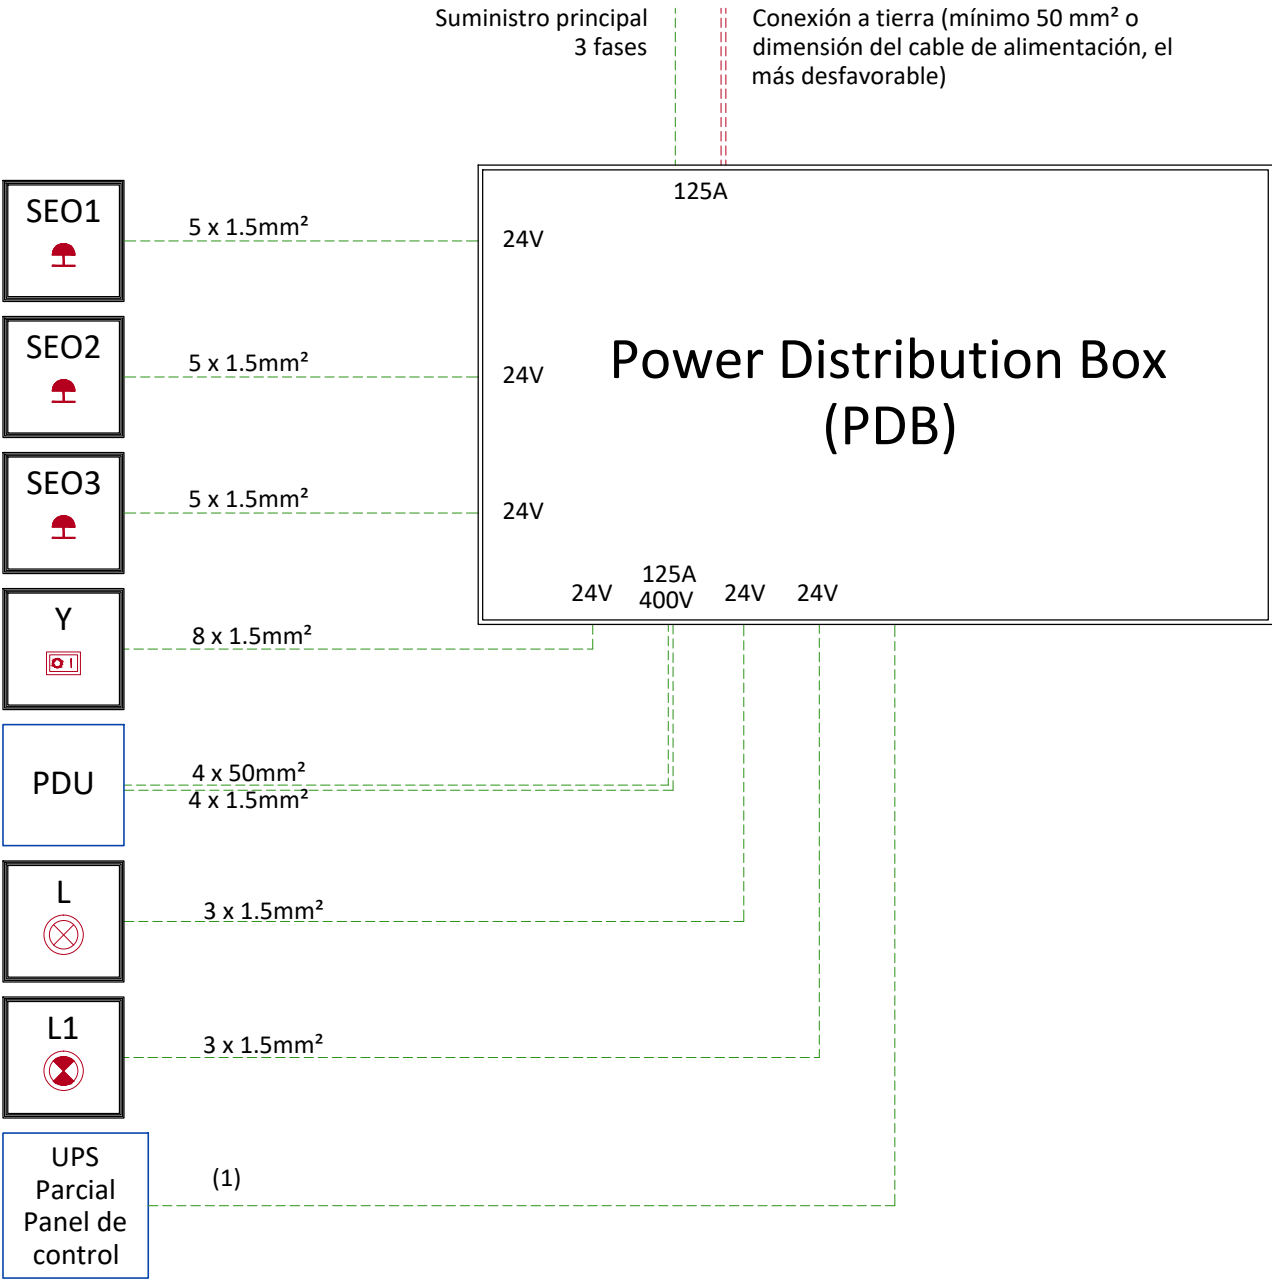 Suministro principal
3 fases
Conexión a tierra (mínimo 50 mm² o
dimensión del cable de alimentación, el
más desfavorable)
125A
SEO1
5 x 1.5mm²
24V
SEO2
5 x 1.5mm²
24V
Power Distribution Box
(PDB)
SEO3
5 x 1.5mm²
24V
24V
125A
400V
24V
24V
Y
8 x 1.5mm²
PDU
4 x 50mm²
4 x 1.5mm²
L
3 x 1.5mm²
L1
3 x 1.5mm²
UPS
Parcial
Panel de
control
(1)